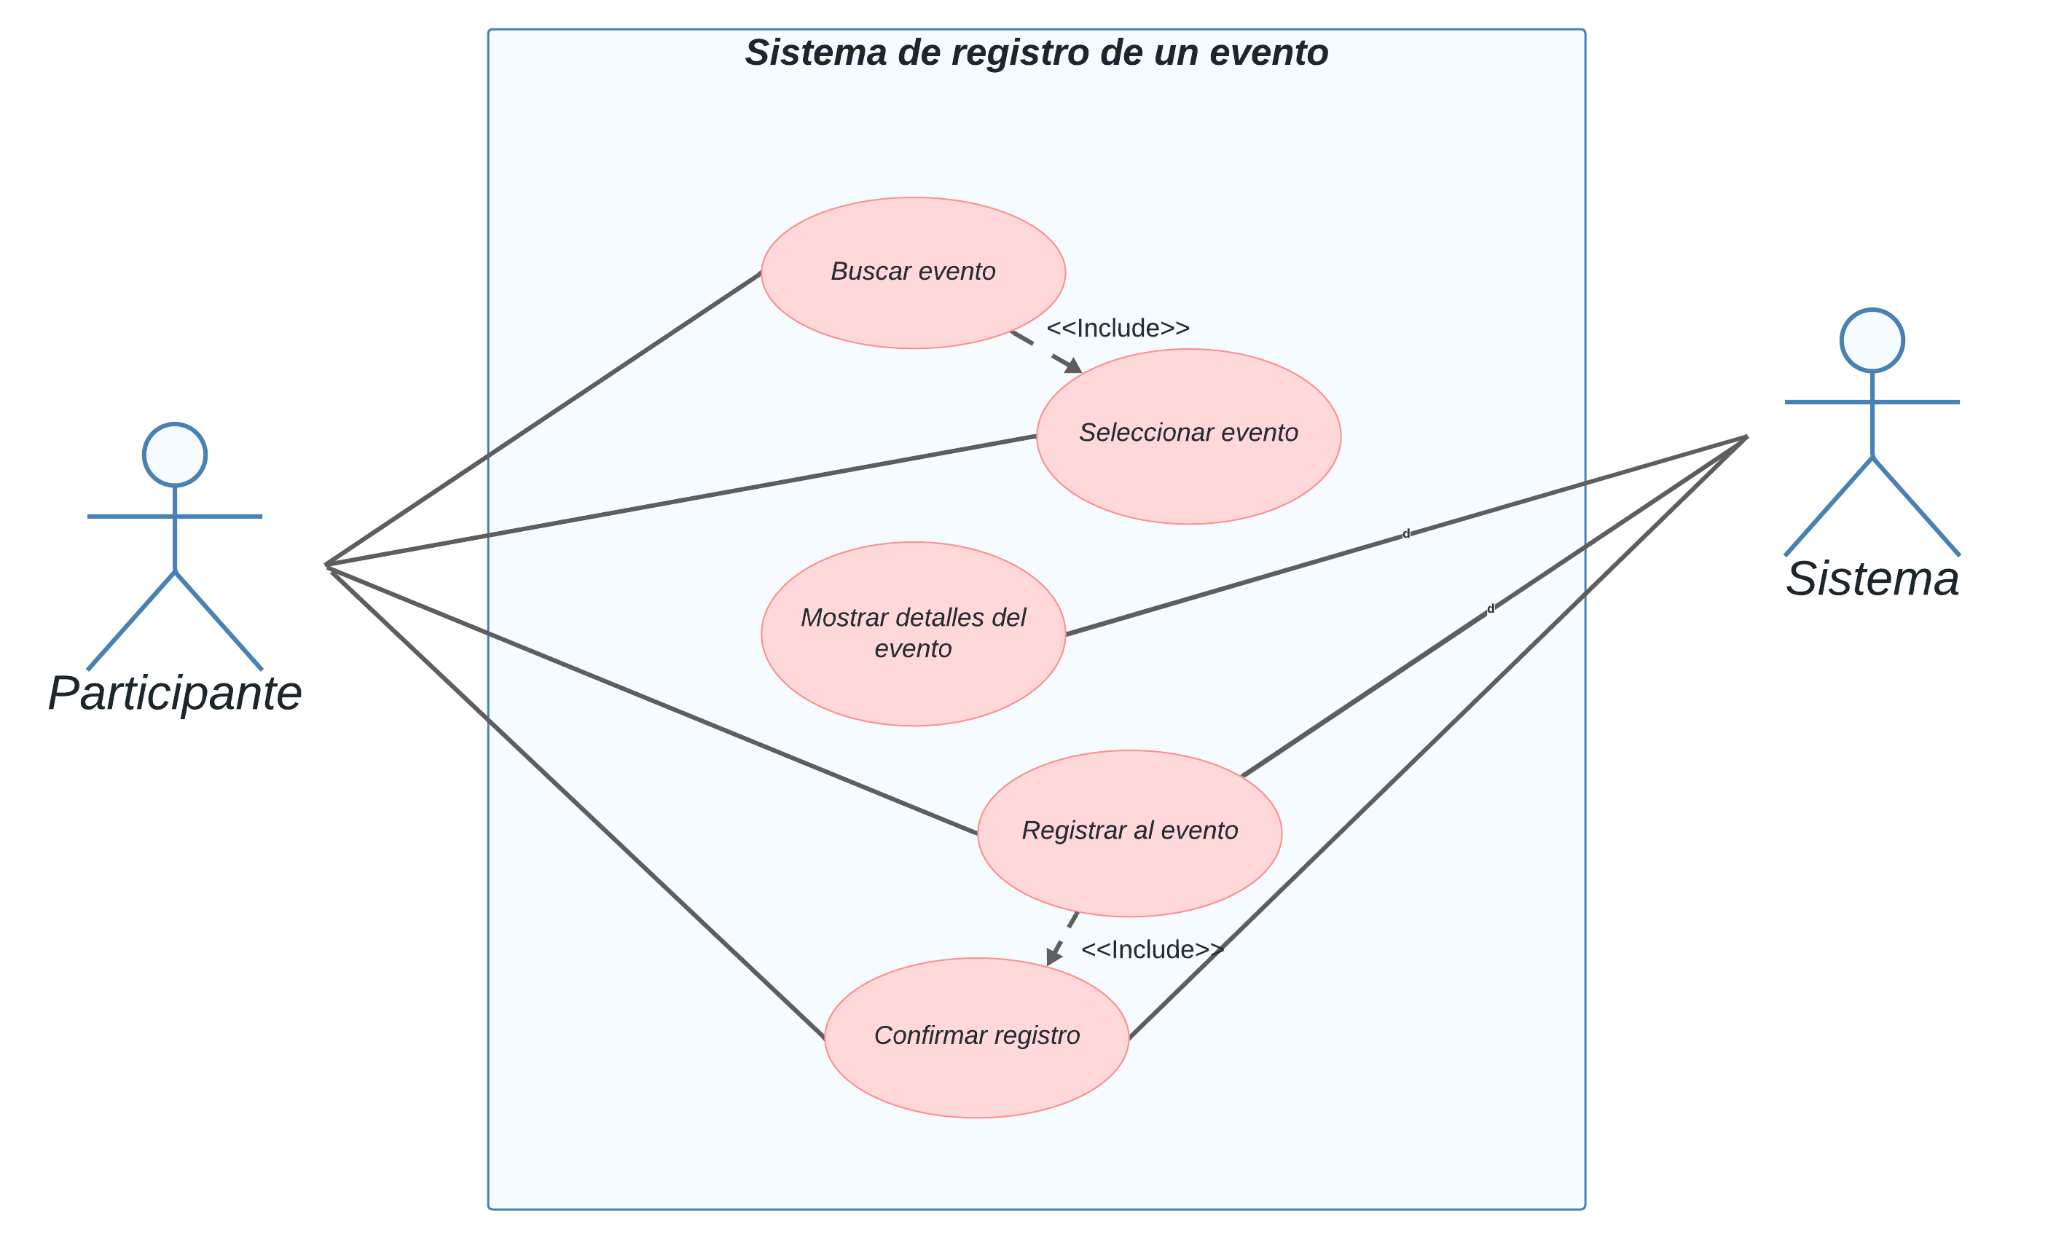 Sistema de registro de un evento
Buscar evento
<<Include>>
Seleccionar evento
d
Mostrar detalles del
evento
d
Sistema
Participante
Registrar al evento
<<Include>>
Confirmar registro